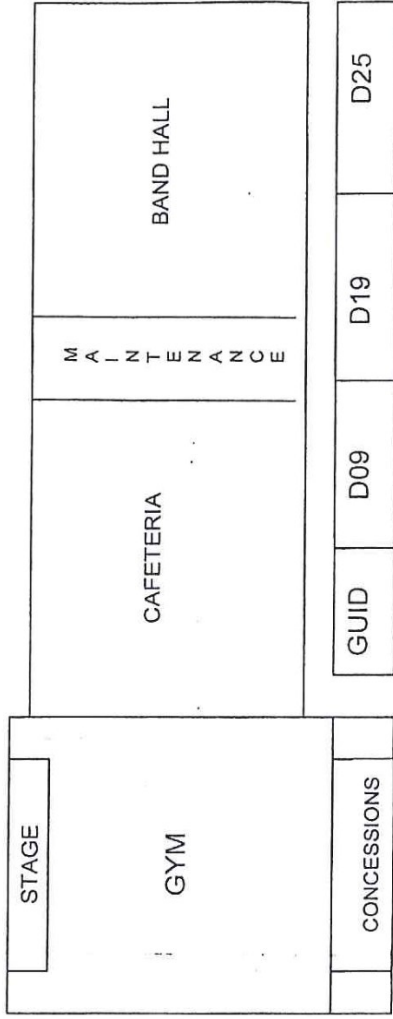 STAGE
GYM
CONCESSIONS
CAFETERIA
MAINTENANCE
BAND HALL
GUID
D09
D19
D25